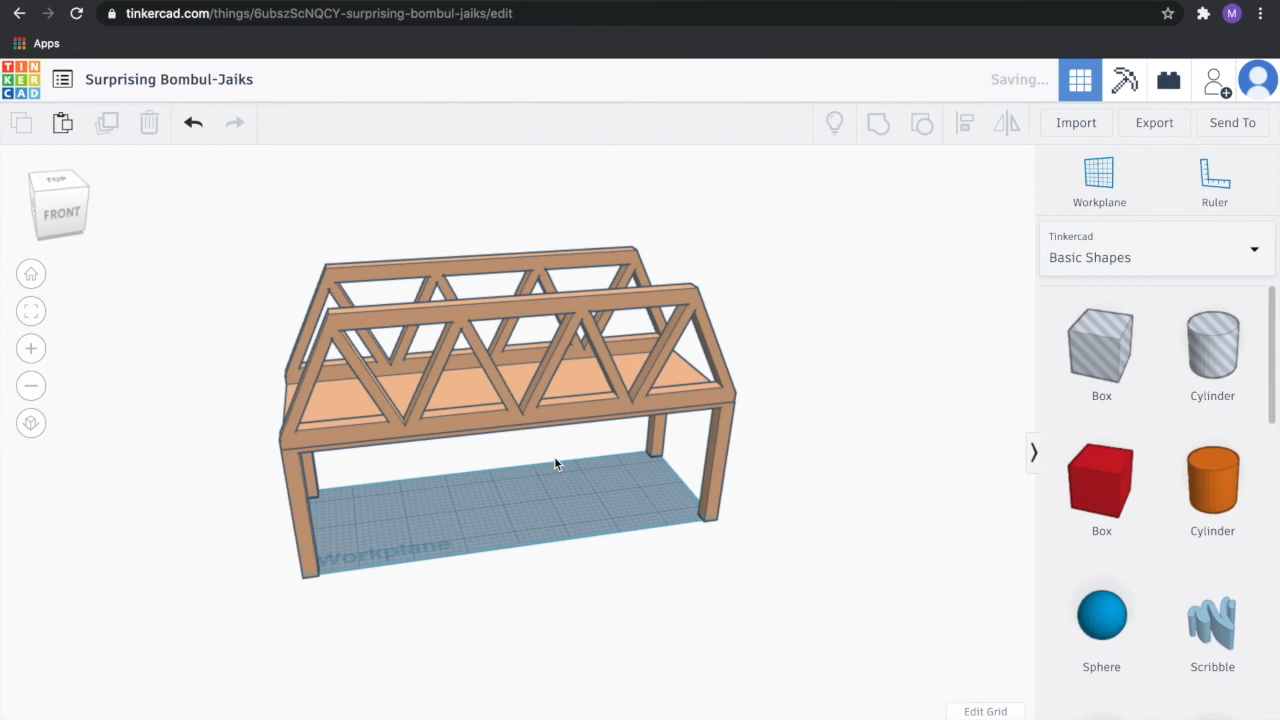 tinkercad.com/things/6ubszScNQCY-surprising-bombul-jaiks/edit
M
Apps
TIN
KER
CAD
Surprising Bombul-Jaiks
Saving...
Import
Export
Send To
TOP
FRONT
Workplane
Ruler
Tinkercad
Basic Shapes
Box
Cylinder
Box
Cylinder
Workplane
Sphere
Scribble
Edit Grid